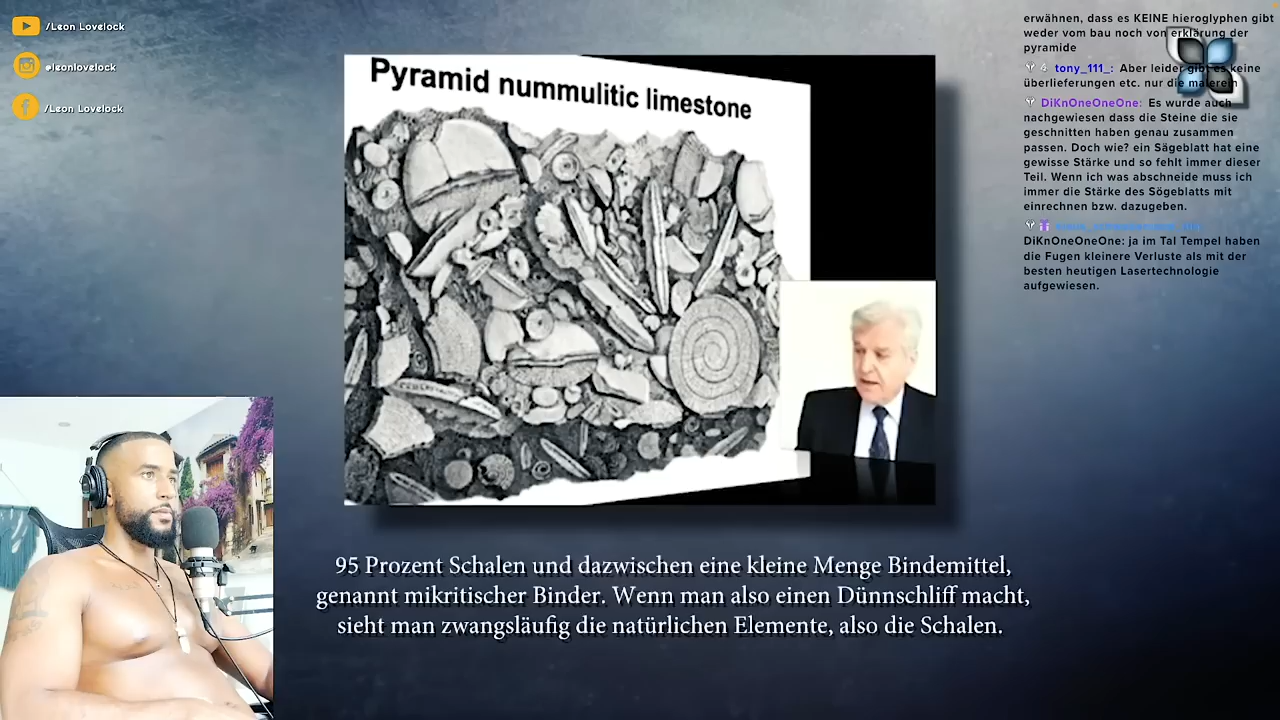 /Leon Lovelock
@leonlovelock
/Leon Lovelock
Pyramid nummulitic limestone
95 Prozent Schalen und dazwischen eine kleine Menge Bindemittel,
genannt mikritischer Binder. Wenn man also einen Dünnschliff macht,
sieht man zwangsläufig die natürlichen Elemente, also die Schalen.
erwähnen, dass es KEINE hieroglyphen gibt
weder vom bau noch von erklärung der
pyramide
tony_111_: Aber leider gibt es keine
überlieferungen etc. nur die malerein
DiKnOneOneOne: Es wurde auch
nachgewiesen dass die Steine die sie
geschnitten haben genau zusammen
passen. Doch wie? ein Sägeblatt hat eine
gewisse Stärke und so fehlt immer dieser
Teil. Wenn ich was abschneide muss ich
immer die Stärke des Sögeblatts mit
einrechnen bzw. dazugeben.
DiKnOneOneOne: ja im Tal Tempel haben
die Fugen kleinere Verluste als mit der
besten heutigen Lasertechnologie
aufgewiesen.